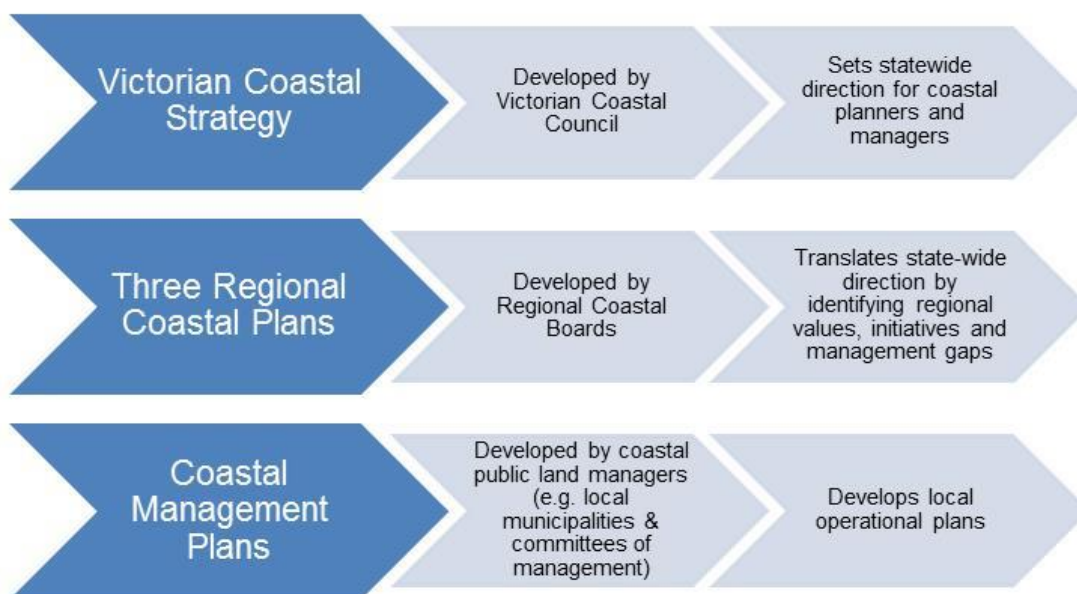 Victorian Coastal
Strategy
Developed by
Victorian Coastal
Council
Sets statewide
direction for coastal
planners and
managers
Three Regional
Coastal Plans
Developed by
Regional Coastal
Boards
Translates state-wide
direction by
identifying regional
values, initiatives and
management gaps
Coastal
Management
Plans
Developed by coastal
public land managers
(e.g. local
municipalities &
committees of
management)
Develops local
operational plans